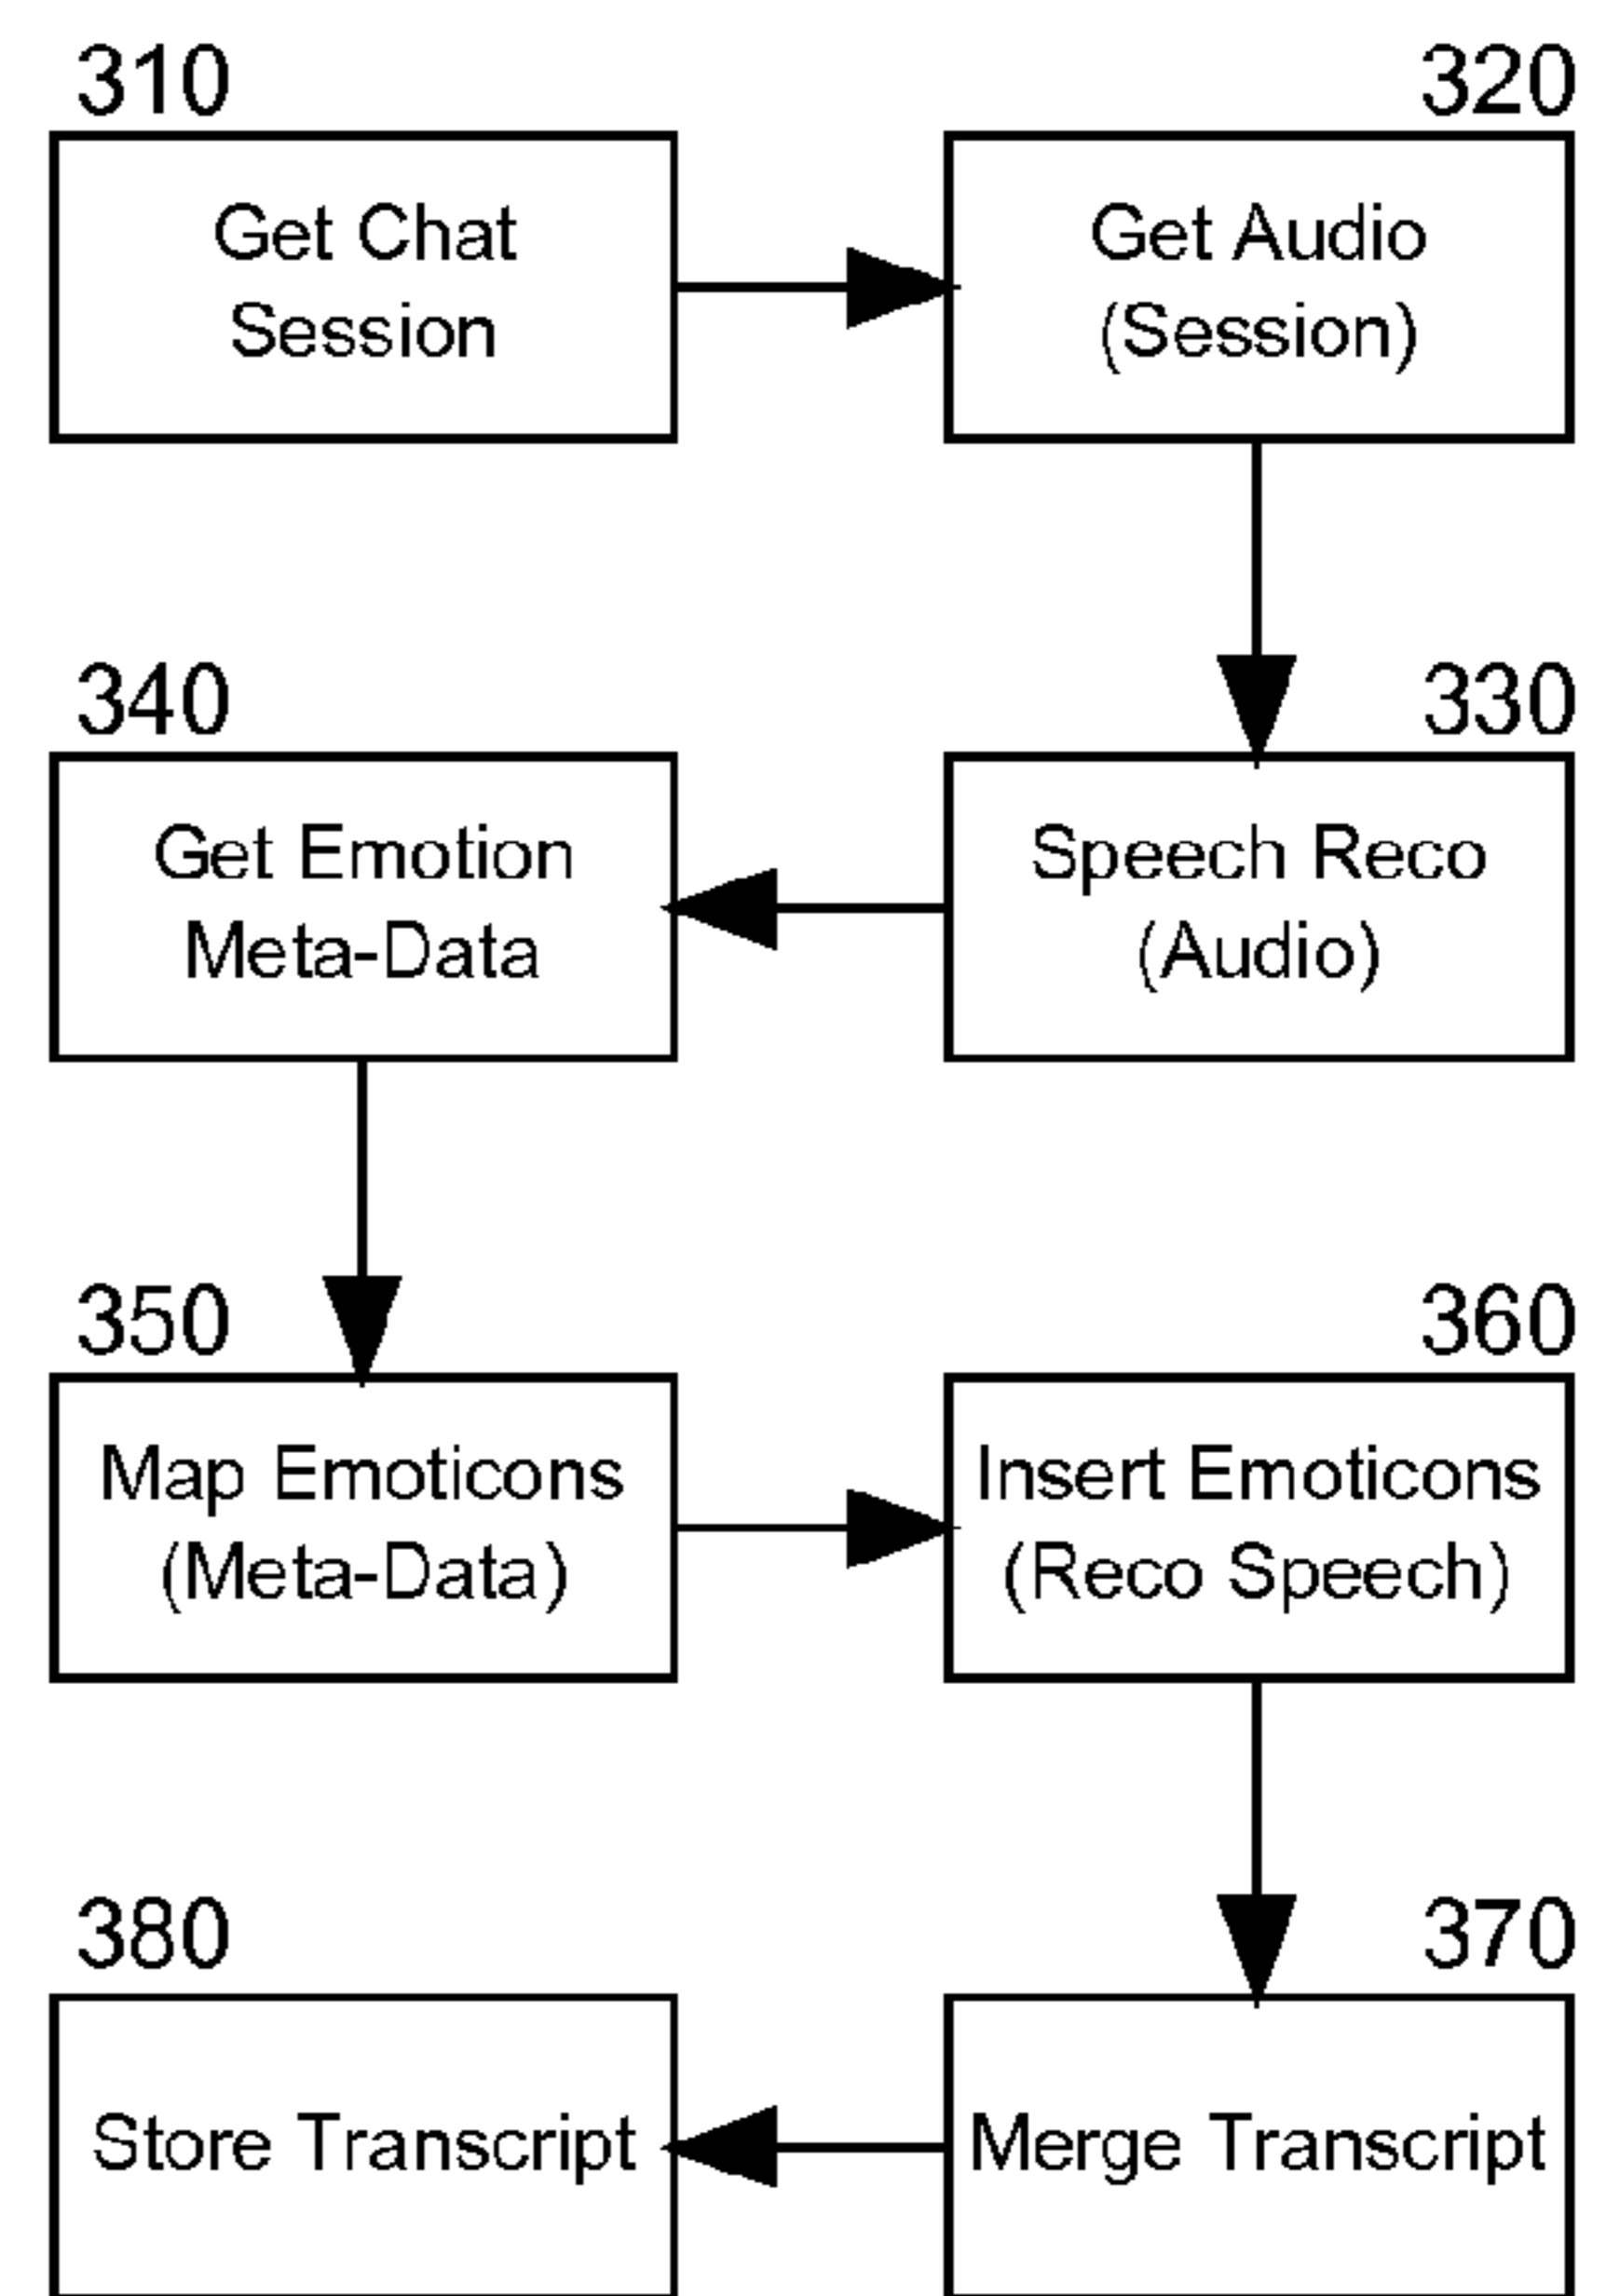 310
Get Chat
Session
320
Get Audio
(Session)
340
Get Emotion
Meta-Data
330
Speech Reco
(Audio)
350
Map Emoticons
(Meta-Data)
360
Insert Emoticons
(Reco Speech)
380
Store Transcript
370
Merge Transcript